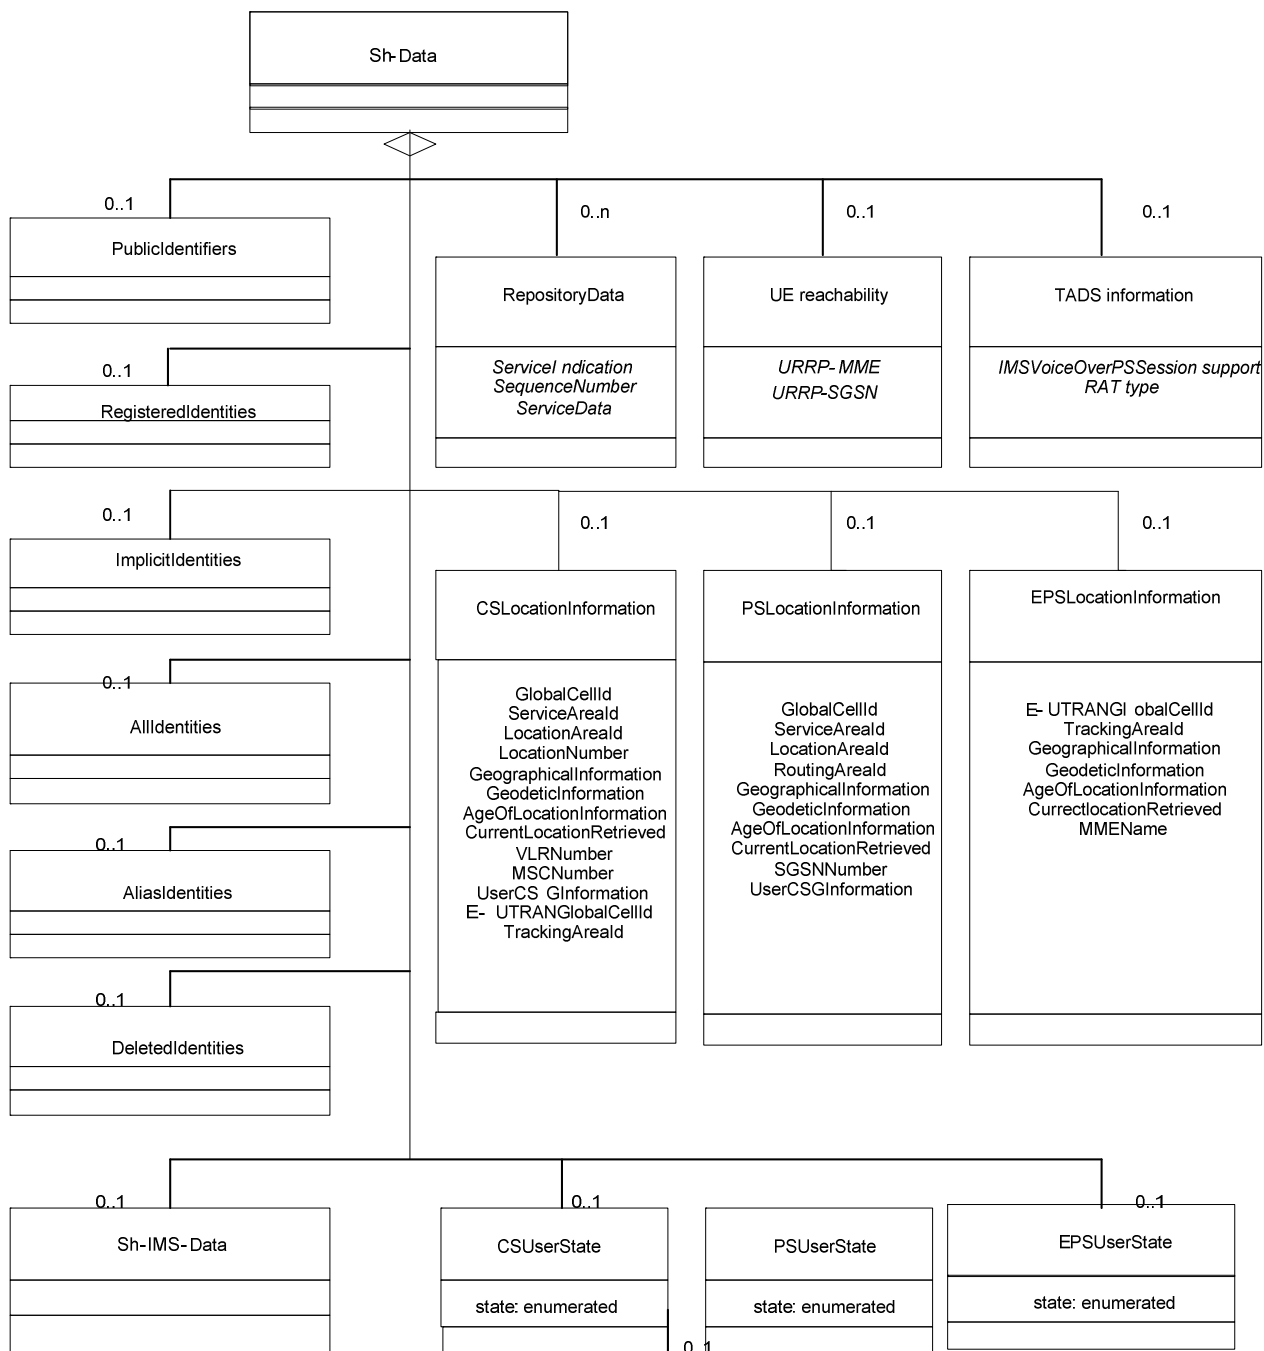 Sh-Data
0..1
0..n
0..1
0..1
PublicIdentifiers
RepositoryData
UE reachability
TADS information
ServiceI ndication
SequenceNumber
ServiceData
URRP- MME
URRP-SGSN
IMSVoiceOverPSSession support
RAT type
0..1
RegisteredIdentities
0..1
0..1
0..1
0..1
ImplicitIdentities
CSLocationInformation
PSLocationInformation
EPSLocationInformation
GlobalCellId
ServiceAreaId
LocationAreaId
LocationNumber
GeographicalInformation
GeodeticInformation
AgeOfLocationInformation
CurrentLocationRetrieved
VLRNumber
MSCNumber
UserCS GInformation
E- UTRANGlobalCellId
TrackingAreaId
GlobalCellId
ServiceAreaId
LocationAreaId
RoutingAreaId
GeographicalInformation
GeodeticInformation
AgeOfLocationInformation
CurrentLocationRetrieved
SGSNNumber
UserCSGInformation
E- UTRANGl obalCellId
TrackingAreaId
GeographicalInformation
GeodeticInformation
AgeOfLocationInformation
CurrectlocationRetrieved
MMEName
0..1
AllIdentities
0..1
AliasIdentities
0..1
DeletedIdentities
0..1
0..1
0..1
Sh-IMS-Data
CSUserState
PSUserState
EPSUserState
state: enumerated
state: enumerated
state: enumerated
0..1